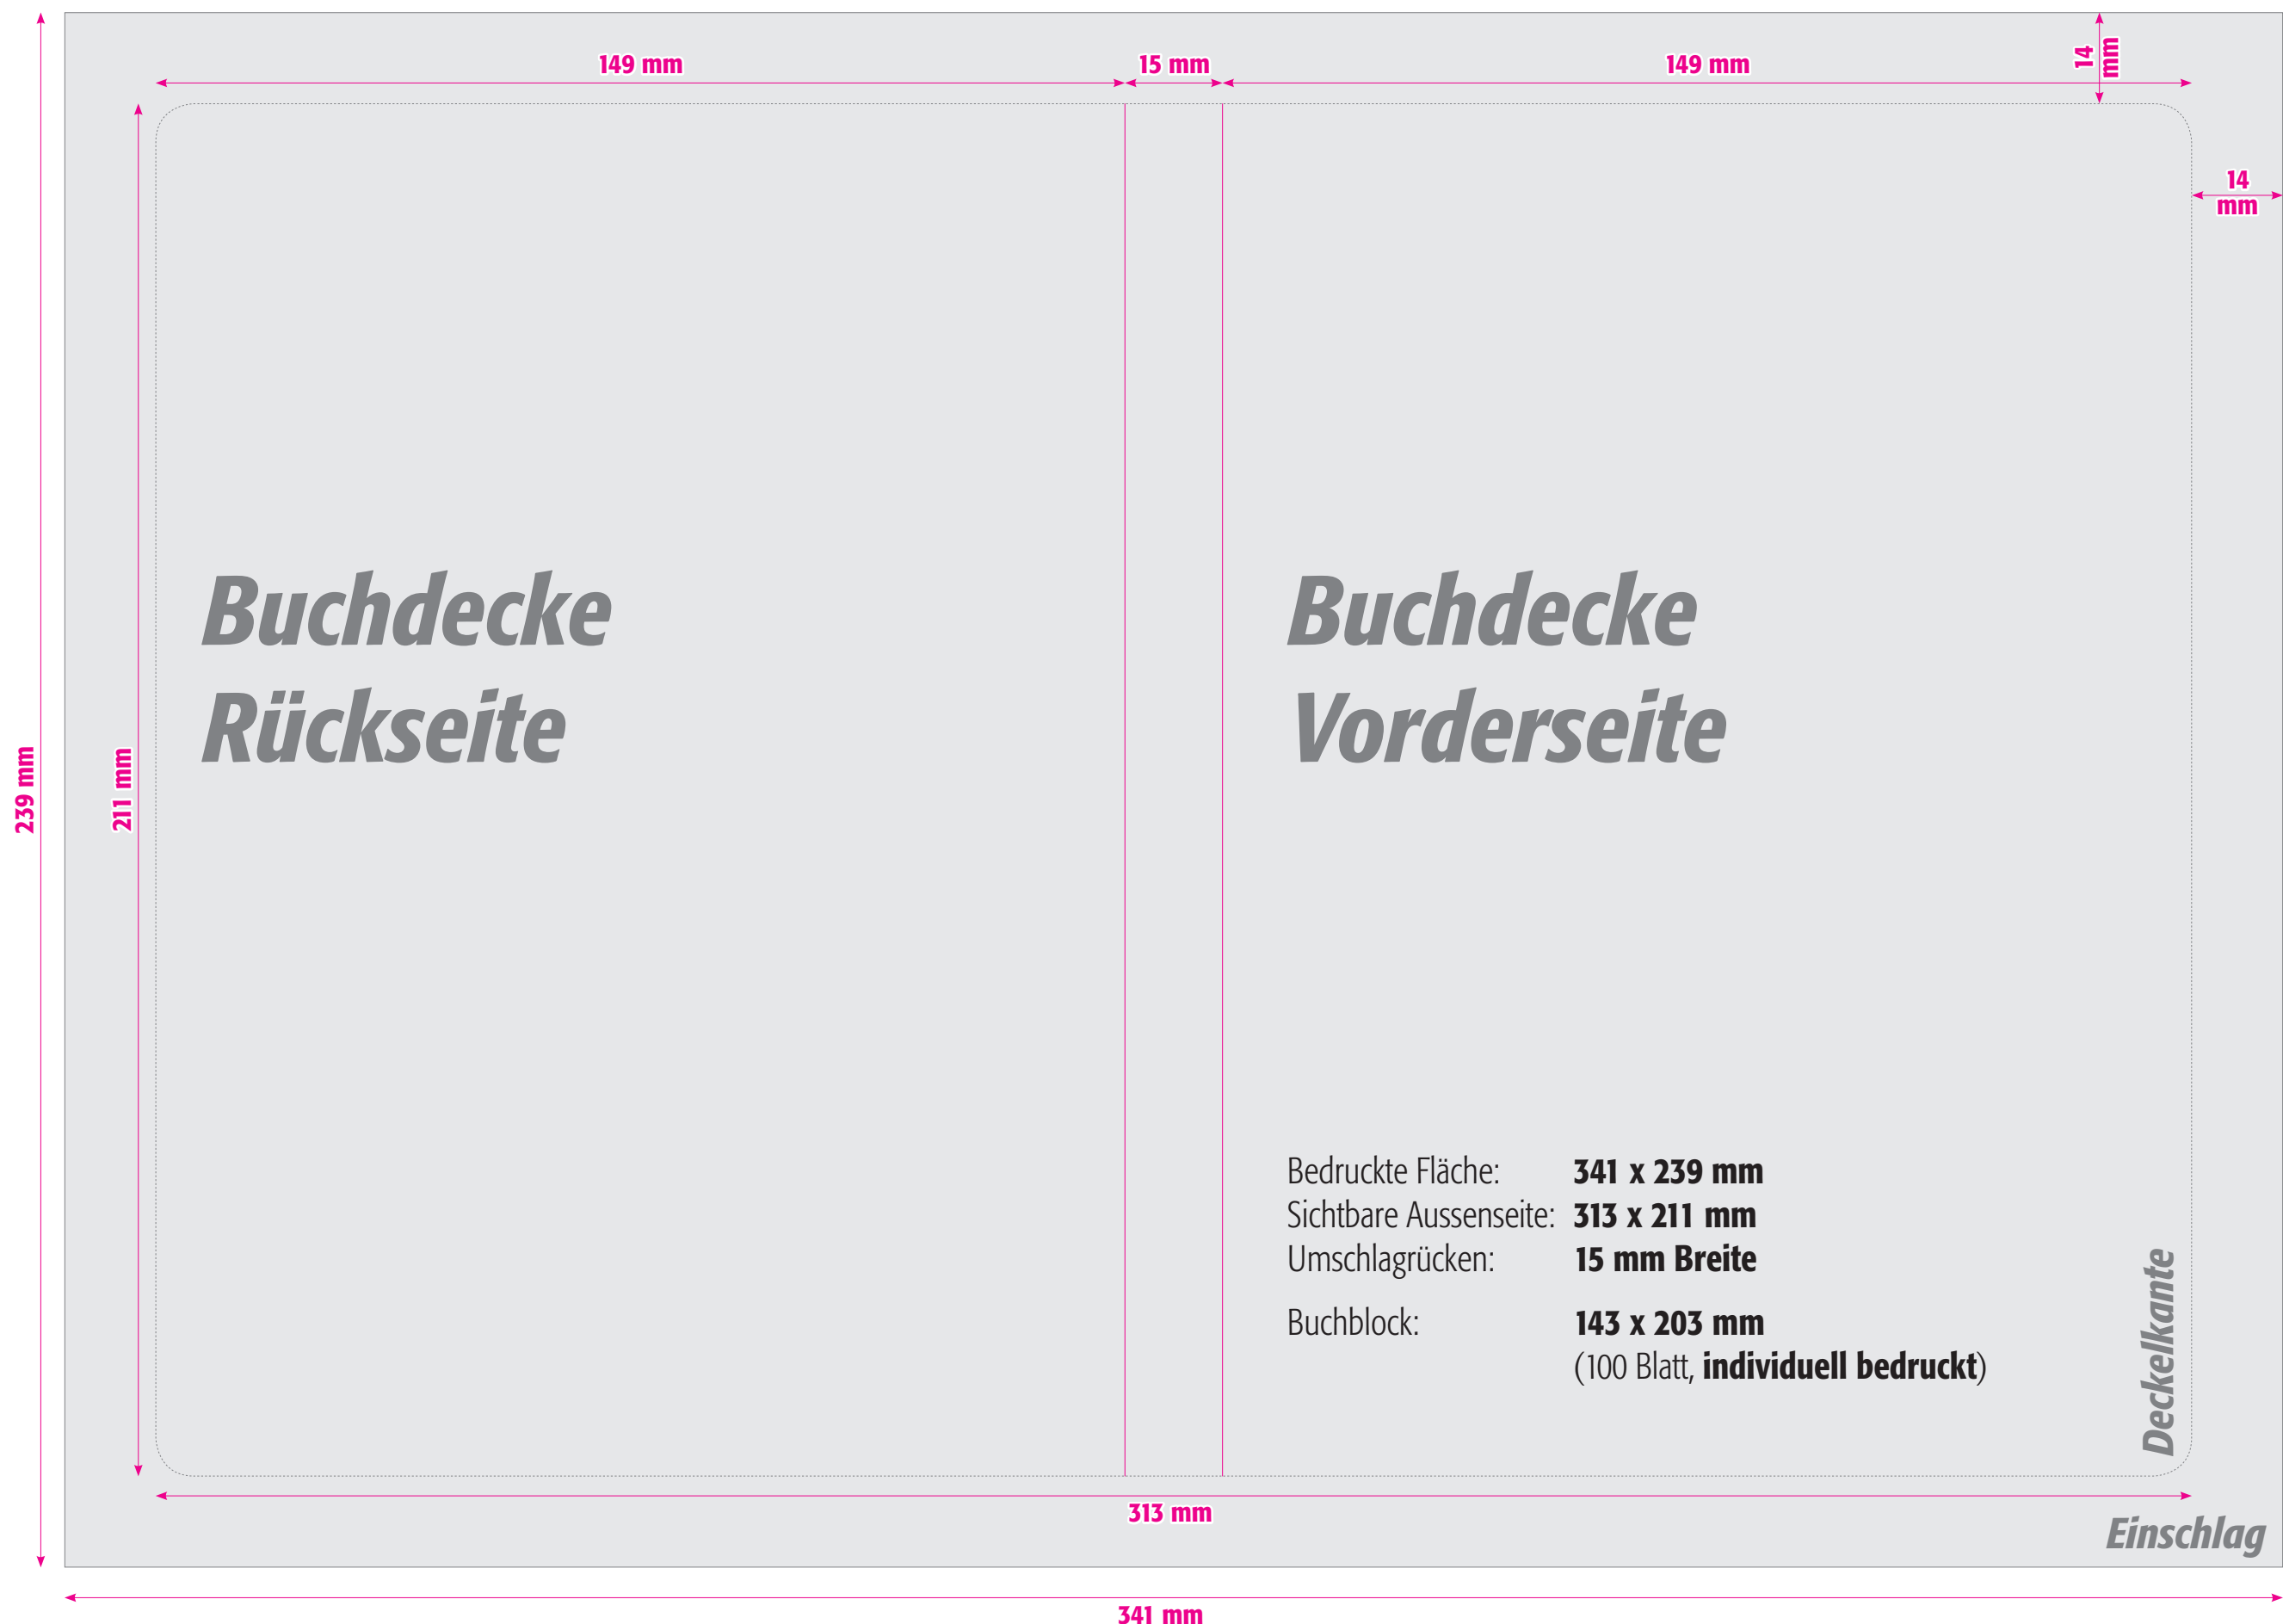 149 mm
15 mm
149 mm
14
mm
14
mm
239 mm
211 mm
Buchdecke
Rückseite
Buchdecke
Vorderseite
Bedruckte Fläche: 341 x 239 mm
Sichtbare Aussenseite: 313 x 211 mm
Umschlagrücken: 15 mm Breite
Buchblock: 143 x 203 mm
(100 Blatt, individuell bedruckt)
Deckelkante
313 mm
Einschlag
341 mm